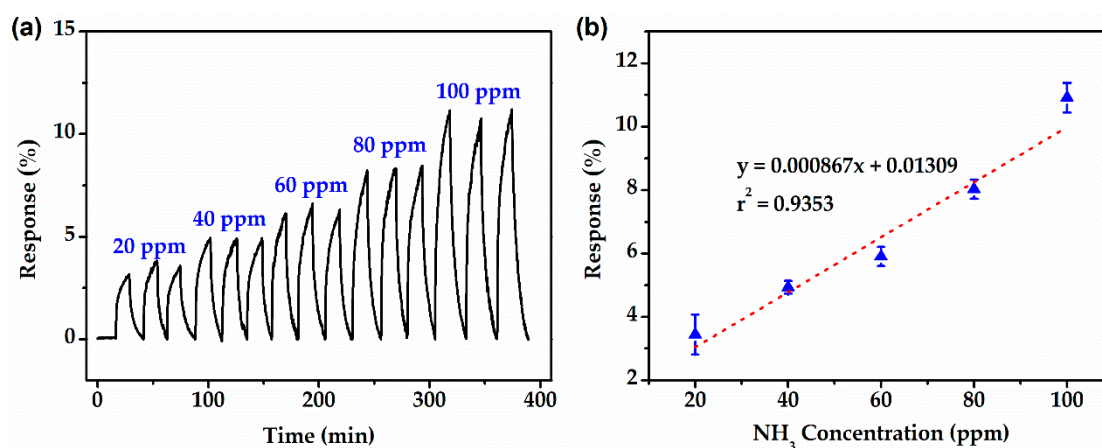 (a)
15
10
5
0
Response (%)
20 ppm
40 ppm
60 ppm
80 ppm
100 ppm
0
100
200
300
400
Time (min)
(b)
12
10
8
6
4
2
Response (%)
y = 0.000867x + 0.01309
r² = 0.9353
20
40
60
80
100
NH₃ Concentration (ppm)